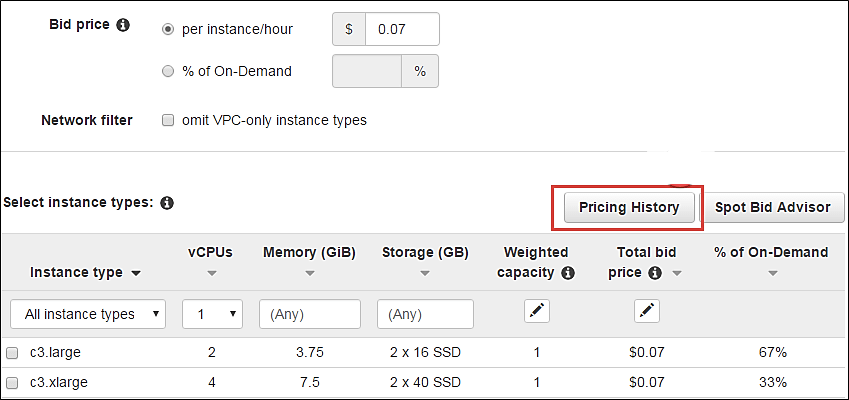 Bid price
per instance/hour
$ 0.07
% of On-Demand
%
Network filter
omit VPC-only instance types
Select instance types:
Pricing History
Spot Bid Advisor
Instance type
vCPUs
Memory (GiB)
Storage (GB)
Weighted
capacity
Total bid
price
% of On-Demand
All instance types
1
(Any)
(Any)
c3.large 2 3.75 2 x 16 SSD 1 $0.07 67%
c3.xlarge 4 7.5 2 x 40 SSD 1 $0.07 33%